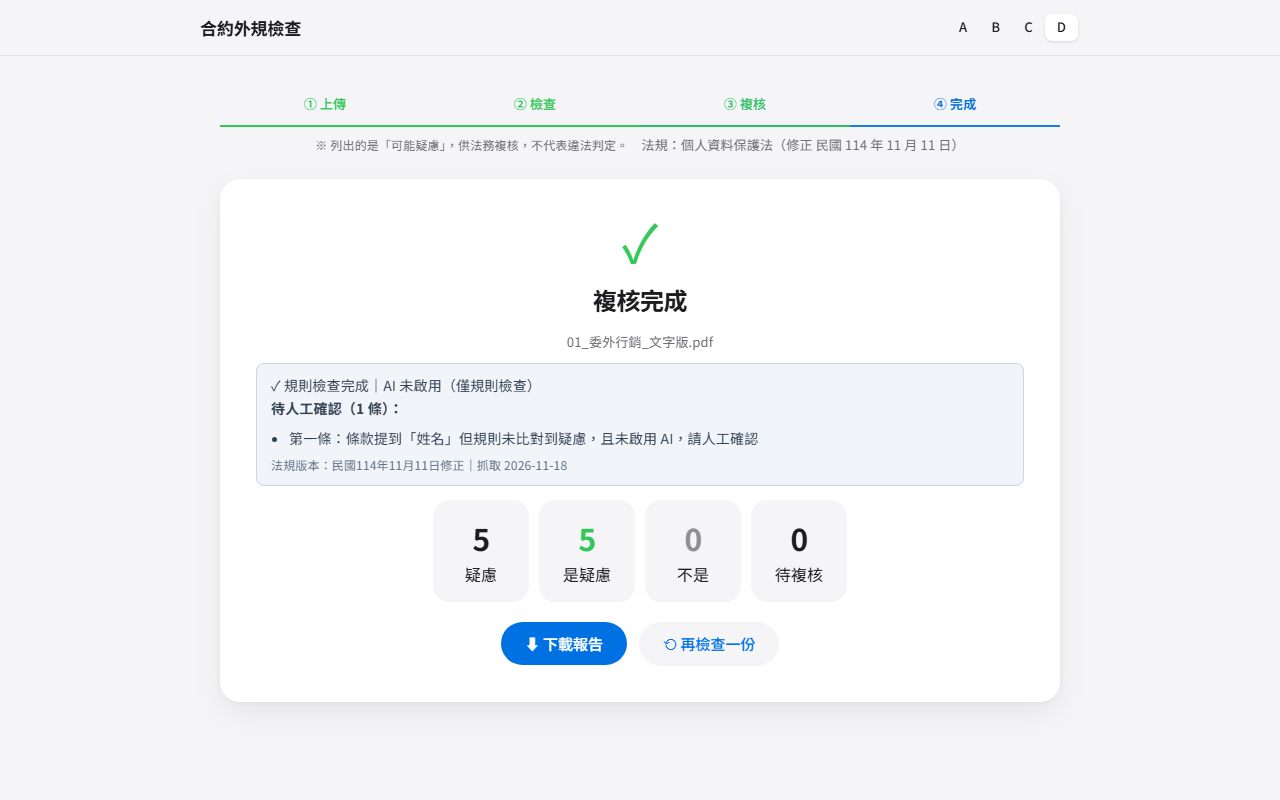 合約外規檢查
A B C D
① 上傳 ② 檢查 ③ 複核 ④ 完成
※ 列出的是「可能疑慮」，供法務複核，不代表違法判定。 法規：個人資料保護法（修正 民國 114 年 11 月 11 日）
✓
複核完成
01_委外行銷_文字版.pdf
✓ 規則檢查完成｜AI 未啟用（僅規則檢查）
待人工確認（1 條）：
• 第一條：條款提到「姓名」但規則未比對到疑慮，且未啟用 AI，請人工確認
法規版本：民國114年11月11日修正｜抓取 2026-11-18
5 5 0 0
疑慮 是疑慮 不是 待複核
⬇ 下載報告 ⟲ 再檢查一份